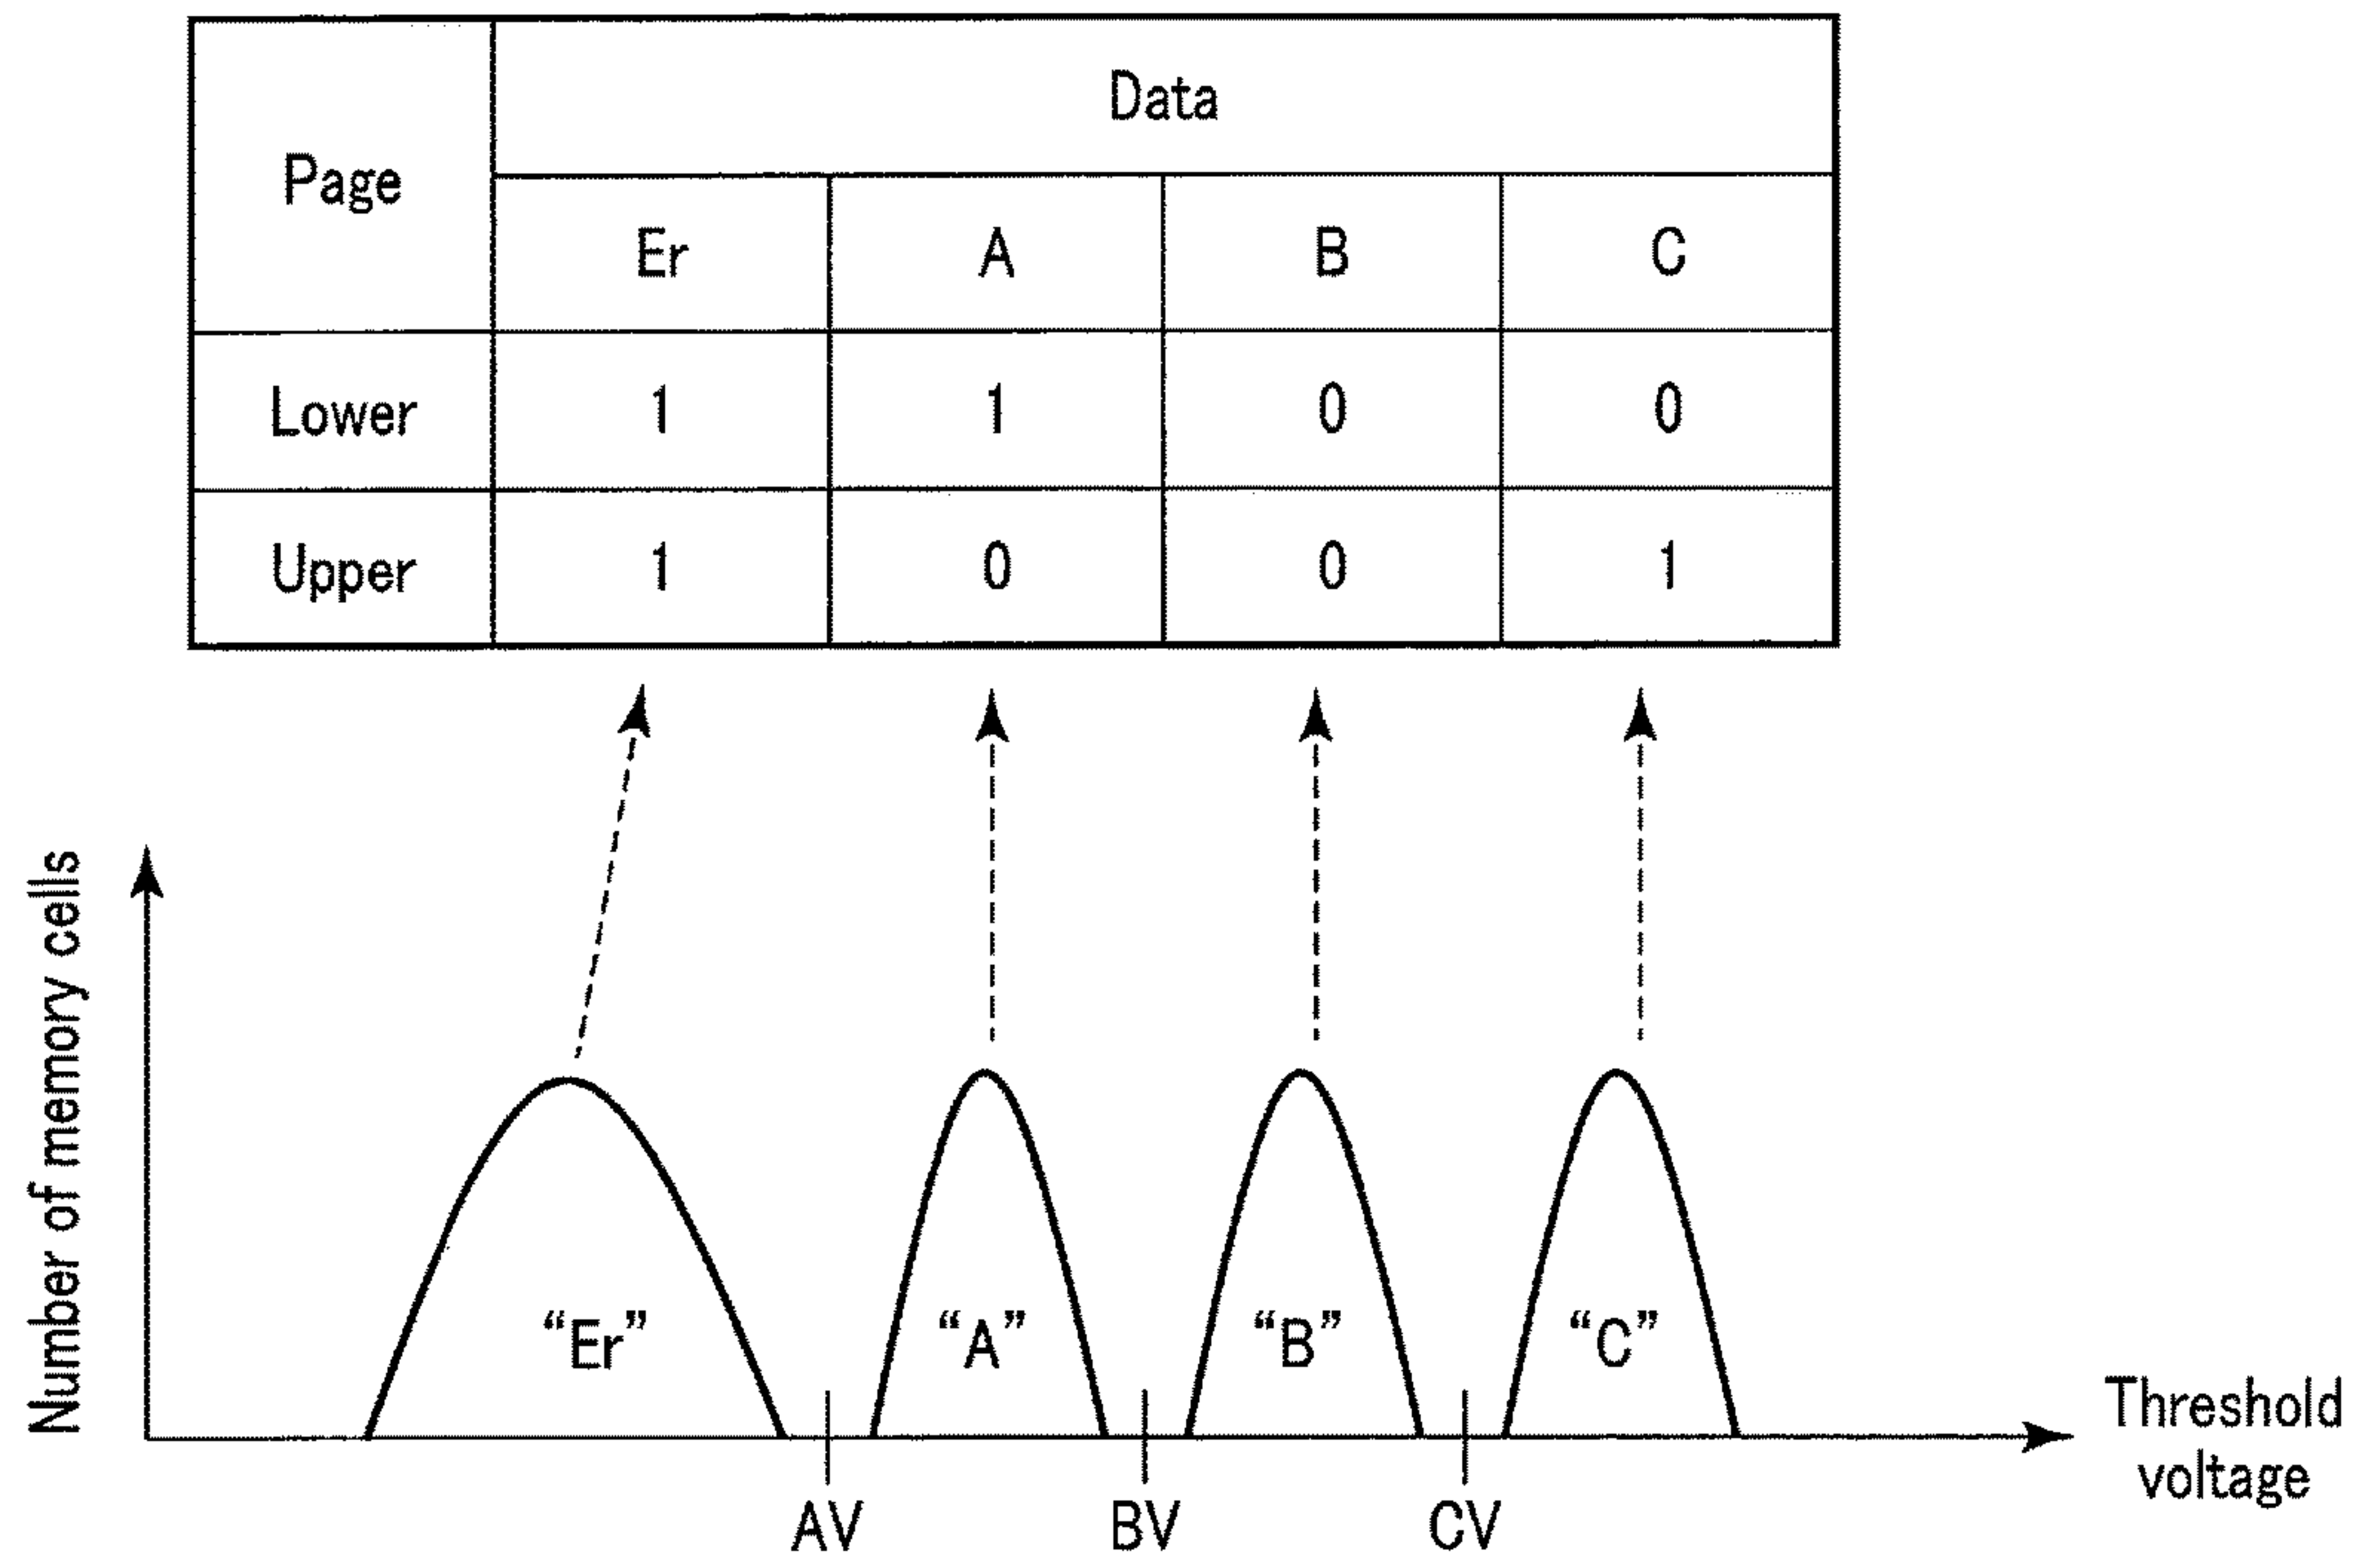 Page Data
Er A B C
Lower 1 1 0 0
Upper 1 0 0 1
Number of memory cells
“Er” “A” “B” “C”
Threshold
voltage
AV BV CV